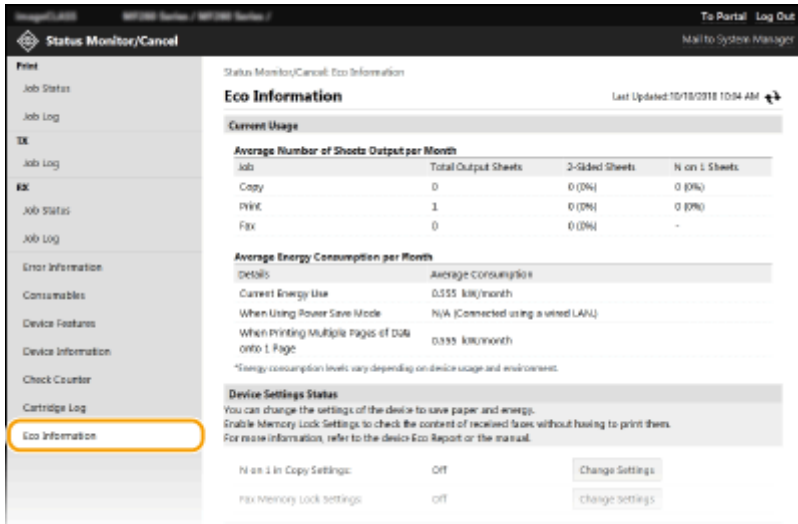 To Portal Log Out
Status Monitor/Cancel
Mail to System Manager
Print
Job Status
Job Log
TX
Job Log
RX
Job Status
Job Log
Error Information
Consumables
Device Features
Device Information
Check Counter
Cartridge Log
Eco Information
Status Monitor/Cancel: Eco Information
Eco Information
Last Updated:10/10/2018 10:04 AM
Current Usage
Average Number of Sheets Output per Month
Job Total Output Sheets 2-Sided Sheets N on 1 Sheets
Copy 0 0 (0%) 0 (0%)
Print 1 0 (0%) 0 (0%)
Fax 0 0 (0%) -
Average Energy Consumption per Month
Details Average Consumption
Current Energy Use 0.555 kW/month
When Using Power Save Mode N/A (Connected using a wired LAN.)
When Printing Multiple Pages of Data
onto 1 Page 0.555 kW/month
*Energy consumption levels vary depending on device usage and environment.
Device Settings Status
You can change the settings of the device to save paper and energy.
Enable Memory Lock Settings to check the content of received faxes without having to print them.
For more information, refer to the device Eco Report or the manual.
N on 1 in Copy Settings: Off Change Settings
Fax Memory Lock Settings: Off Change Settings